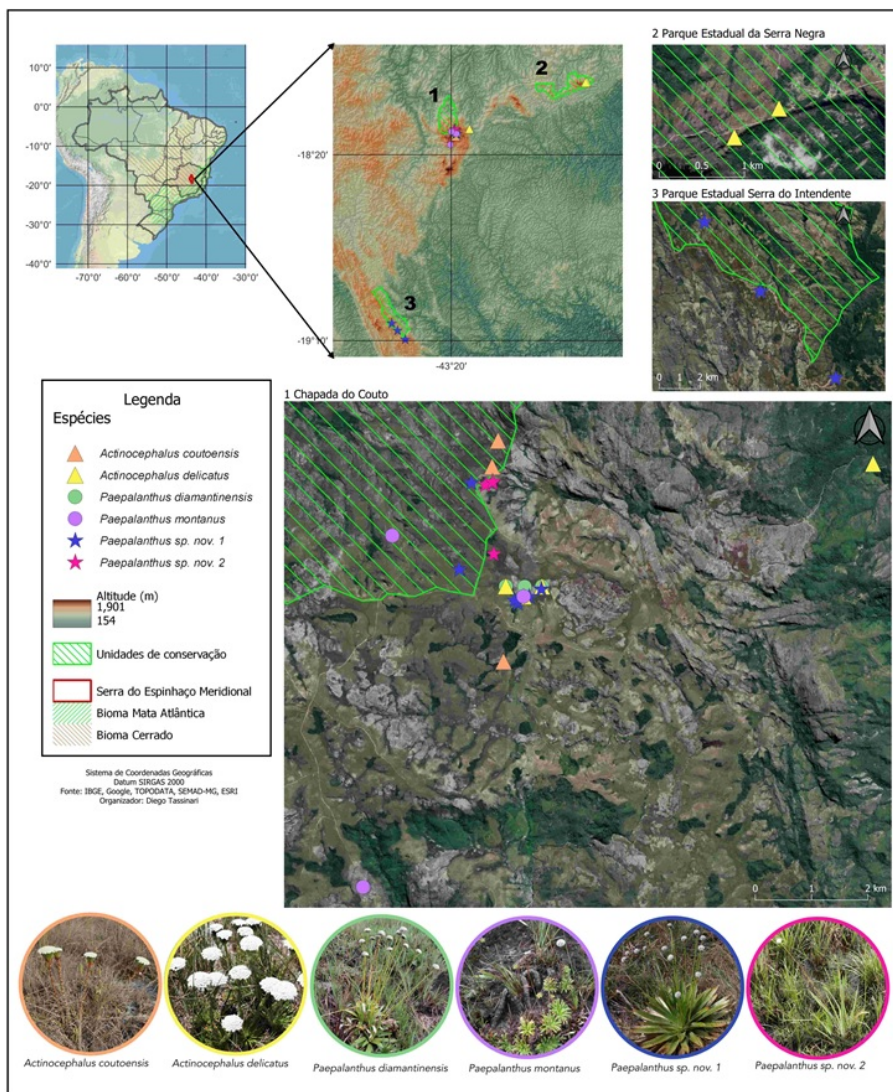 10°0'
0°0'
-10°0'
-20°0'
-30°0'
-40°0'
-70°0' -60°0' -50°0' -40°0' -30°0'
1
2
3
-18°20'
-19°10'
-43°20'
2 Parque Estadual da Serra Negra
0 0.5 1 km
3 Parque Estadual Serra do Intendente
0 1 2 km
1 Chapada do Couto
0 1 2 km
Legenda
Espécies
Actinocephalus coutoensis
Actinocephalus delicatus
Paepalanthus diamantinensis
Paepalanthus montanus
Paepalanthus sp. nov. 1
Paepalanthus sp. nov. 2
Altitude (m)
1,901
154
Unidades de conservação
Serra do Espinhaço Meridional
Bioma Mata Atlântica
Bioma Cerrado
Sistema de Coordenadas Geográficas
Datum SIRGAS 2000
Fonte: IBGE, Google, TOPODATA, SEMAD-MG, ESRI
Organizador: Diego Tassinari
Actinocephalus coutoensis
Actinocephalus delicatus
Paepalanthus diamantinensis
Paepalanthus montanus
Paepalanthus sp. nov. 1
Paepalanthus sp. nov. 2